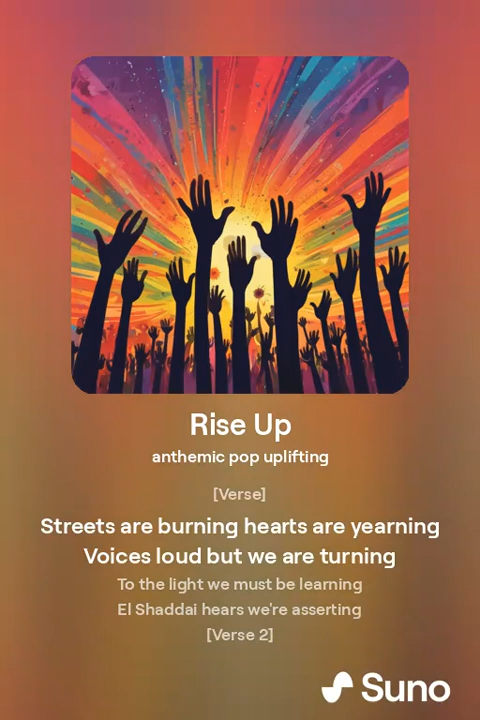 Rise Up
anthemic pop uplifting
[Verse]
Streets are burning hearts are yearning
Voices loud but we are turning
To the light we must be learning
El Shaddai hears we're asserting
[Verse 2]
Suno